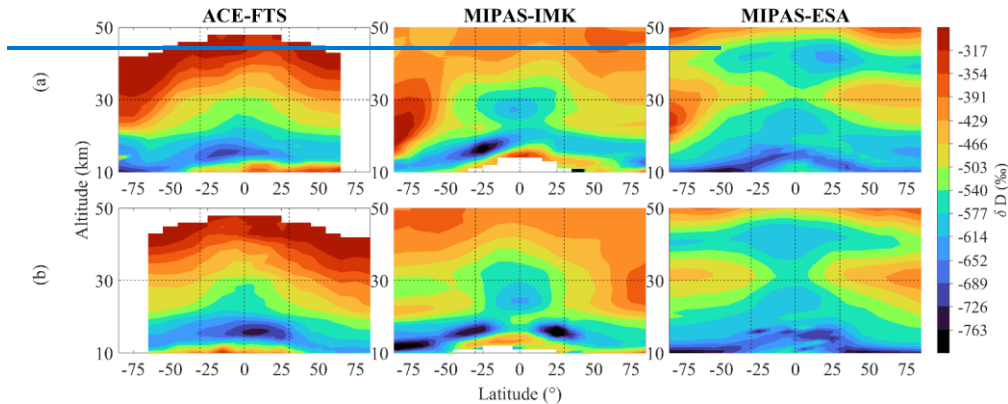 ACE-FTS MIPAS-IMK MIPAS-ESA
50 50 50
30 30 30
10 10 10
(a)
-75 -50 -25 0 25 50 75 -75 -50 -25 0 25 50 75 -75 -50 -25 0 25 50 75
Altitude (km)
50 50 50
30 30 30
10 10 10
(b)
-75 -50 -25 0 25 50 75 -75 -50 -25 0 25 50 75 -75 -50 -25 0 25 50 75
Latitude (°)
-317
-354
-391
-429
-466
-503
-540
-577
-614
-652
-689
-726
-763
δ D (‰)